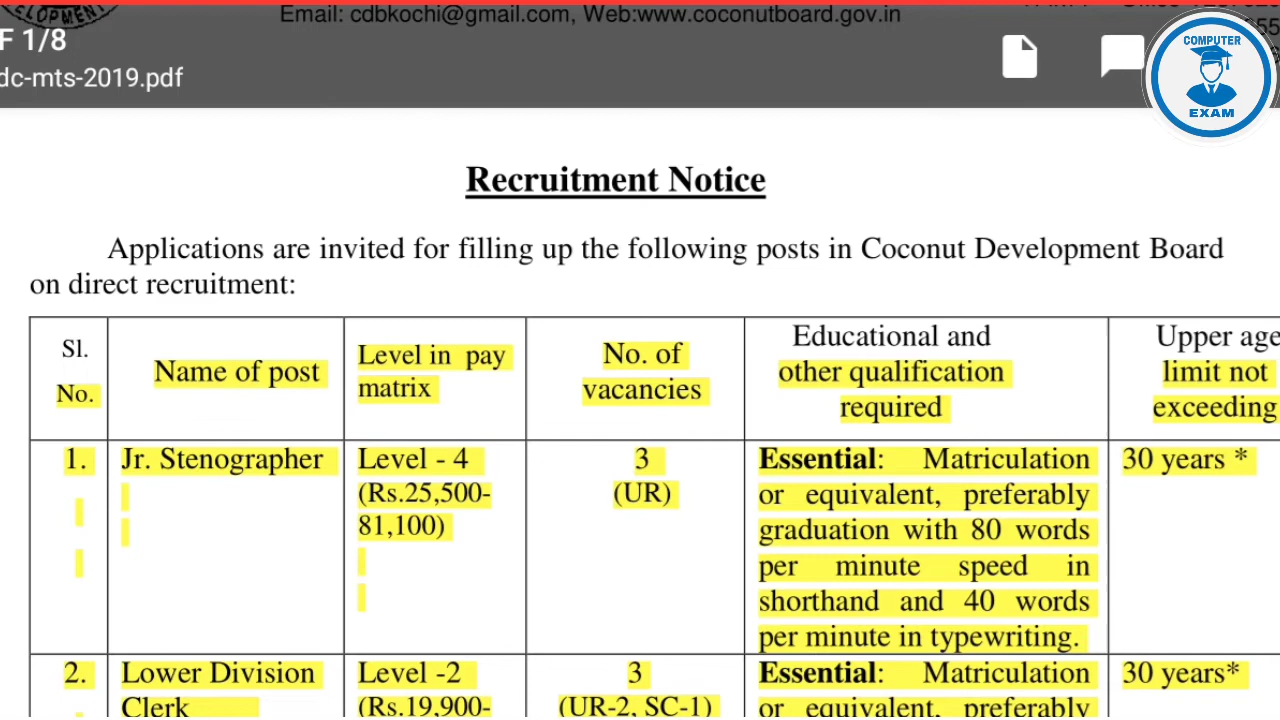 DEVELOPMENT
Email: cdbkochi@gmail.com, Web:www.coconutboard.gov.in
F 1/8
dc-mts-2019.pdf
COMPUTER
EXAM
Recruitment Notice
Applications are invited for filling up the following posts in Coconut Development Board
on direct recruitment:
Sl.
No.
Name of post
Level in pay
matrix
No. of
vacancies
Educational and
other qualification
required
Upper age
limit not
exceeding
1.
Jr. Stenographer
Level - 4
(Rs.25,500-
81,100)
3
(UR)
Essential: Matriculation
or equivalent, preferably
graduation with 80 words
per minute speed in
shorthand and 40 words
per minute in typewriting.
30 years *
2.
Lower Division
Clerk
Level -2
(Rs.19,900-
3
(UR-2, SC-1)
Essential: Matriculation
or equivalent, preferably
30 years*